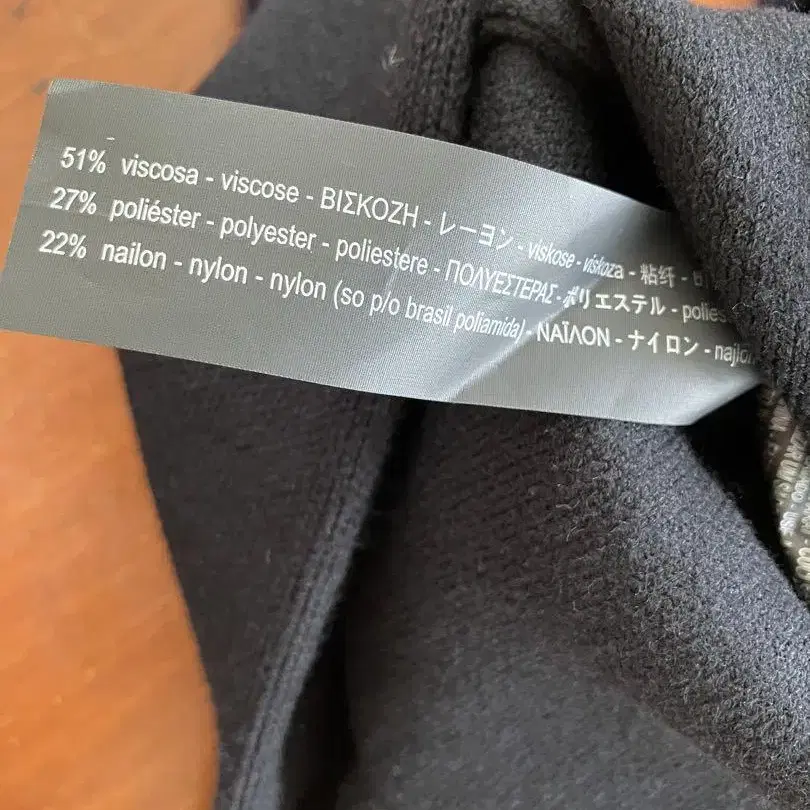 51% viscosa - viscose - ΒΙΣΚΟΖΗ - レーヨン - viskose - viskoza - 粘纤 -
27% poliéster - polyester - poliestere - ΠΟΛΥΕΣΤΕΡΑΣ - ポリエステル - polies
22% nailon - nylon - nylon (so p/o brasil poliamida) - ΝΑΪΛΟΝ - ナイロン - najlon